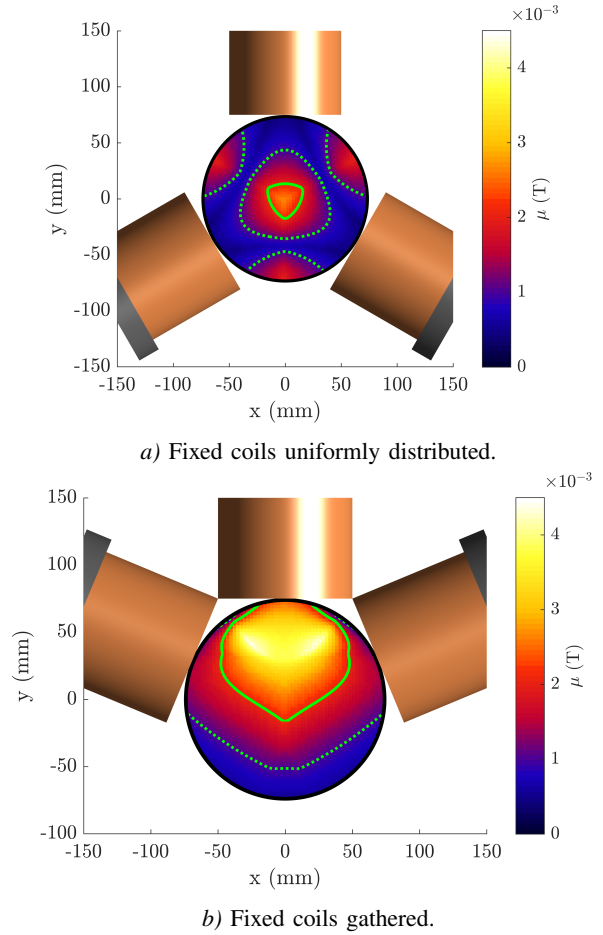 ×10⁻³
150
100
50
0
-50
-100
-150
y (mm)
-150 -100 -50 0 50 100 150
x (mm)
4
3
2
1
0
μ (T)
a) Fixed coils uniformly distributed.
×10⁻³
150
100
50
0
-50
-100
y (mm)
-150 -100 -50 0 50 100 150
x (mm)
4
3
2
1
0
μ (T)
b) Fixed coils gathered.